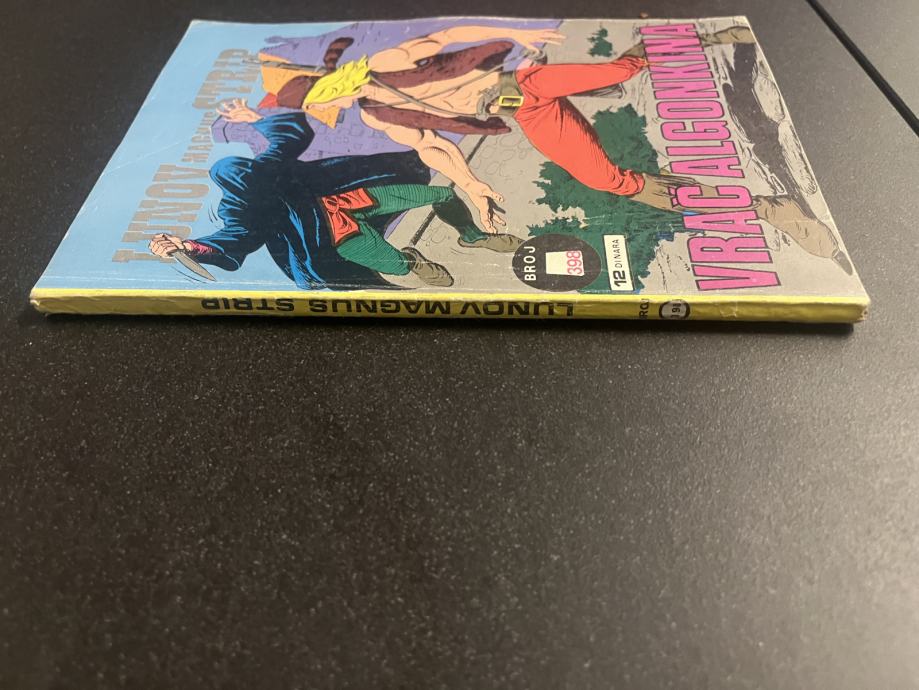 LUNOV
MAGNUS
STRIP
BROJ
398
12 DINARA
VRAČ ALGONKINA
LUNOV MAGNUS STRIP